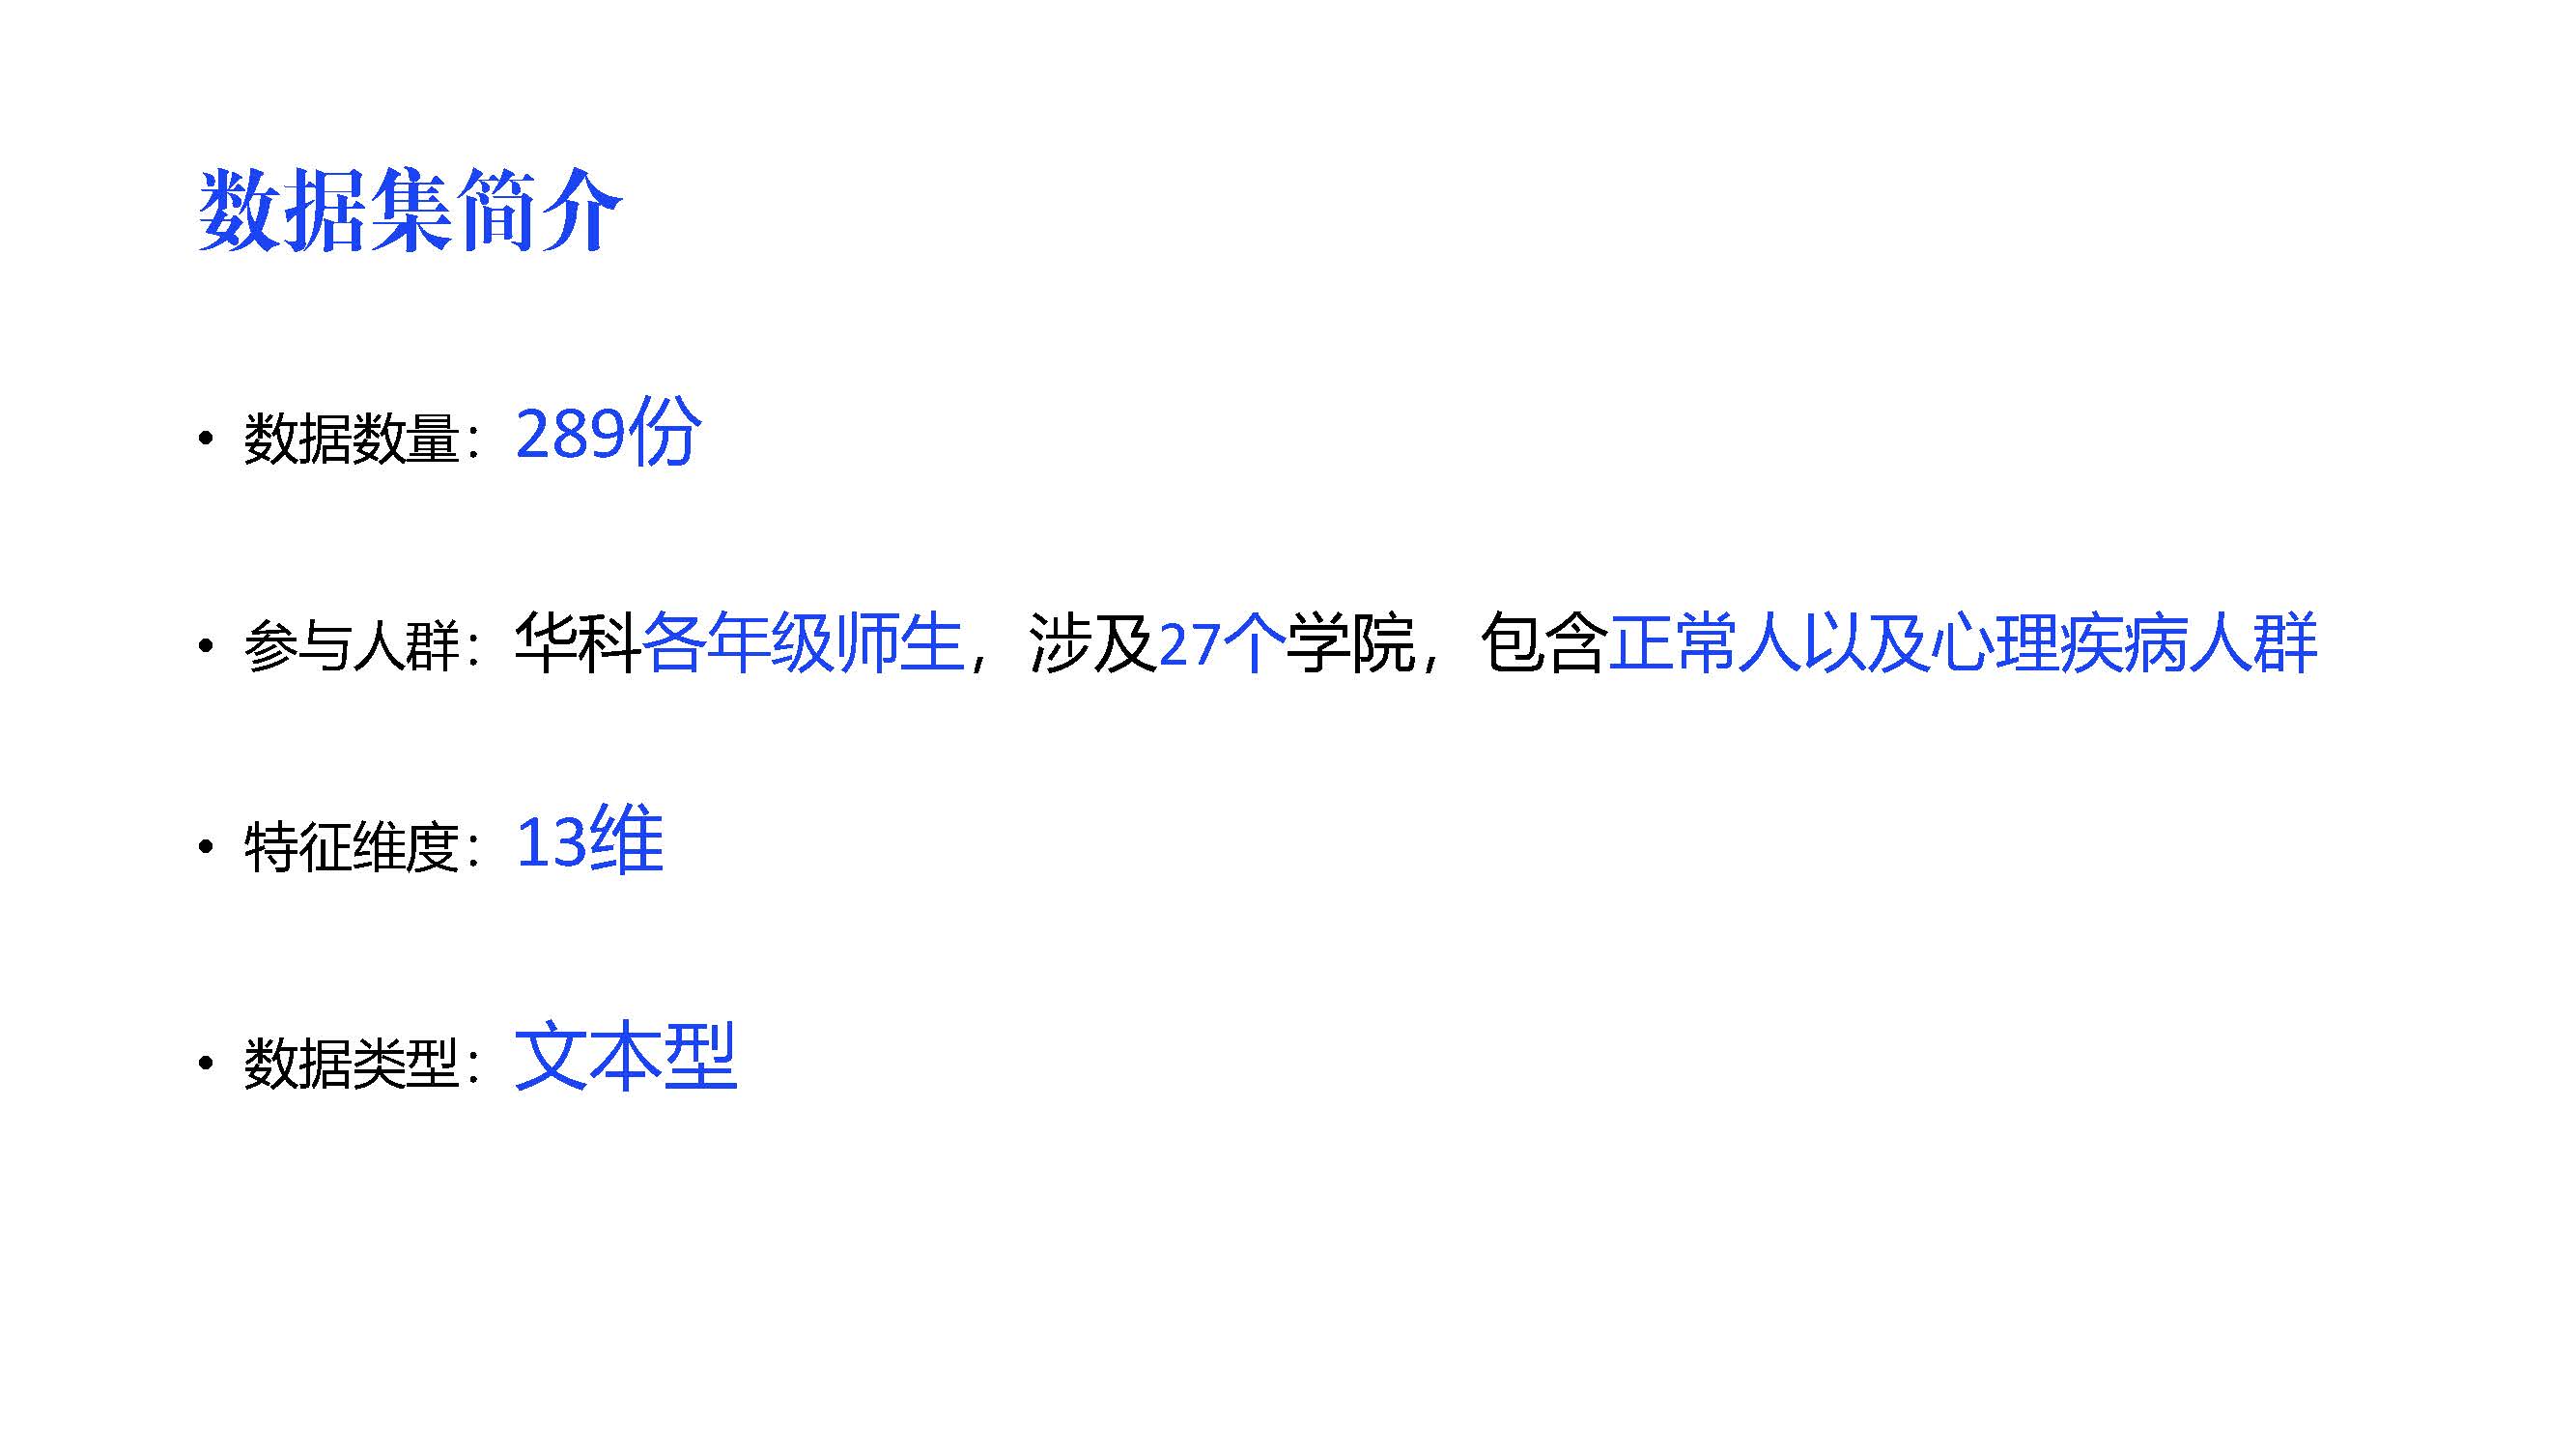 数据集简介
• 数据数量：289份
• 参与人群：华科各年级师生，涉及27个学院，包含正常人以及心理疾病人群
• 特征维度：13维
• 数据类型：文本型